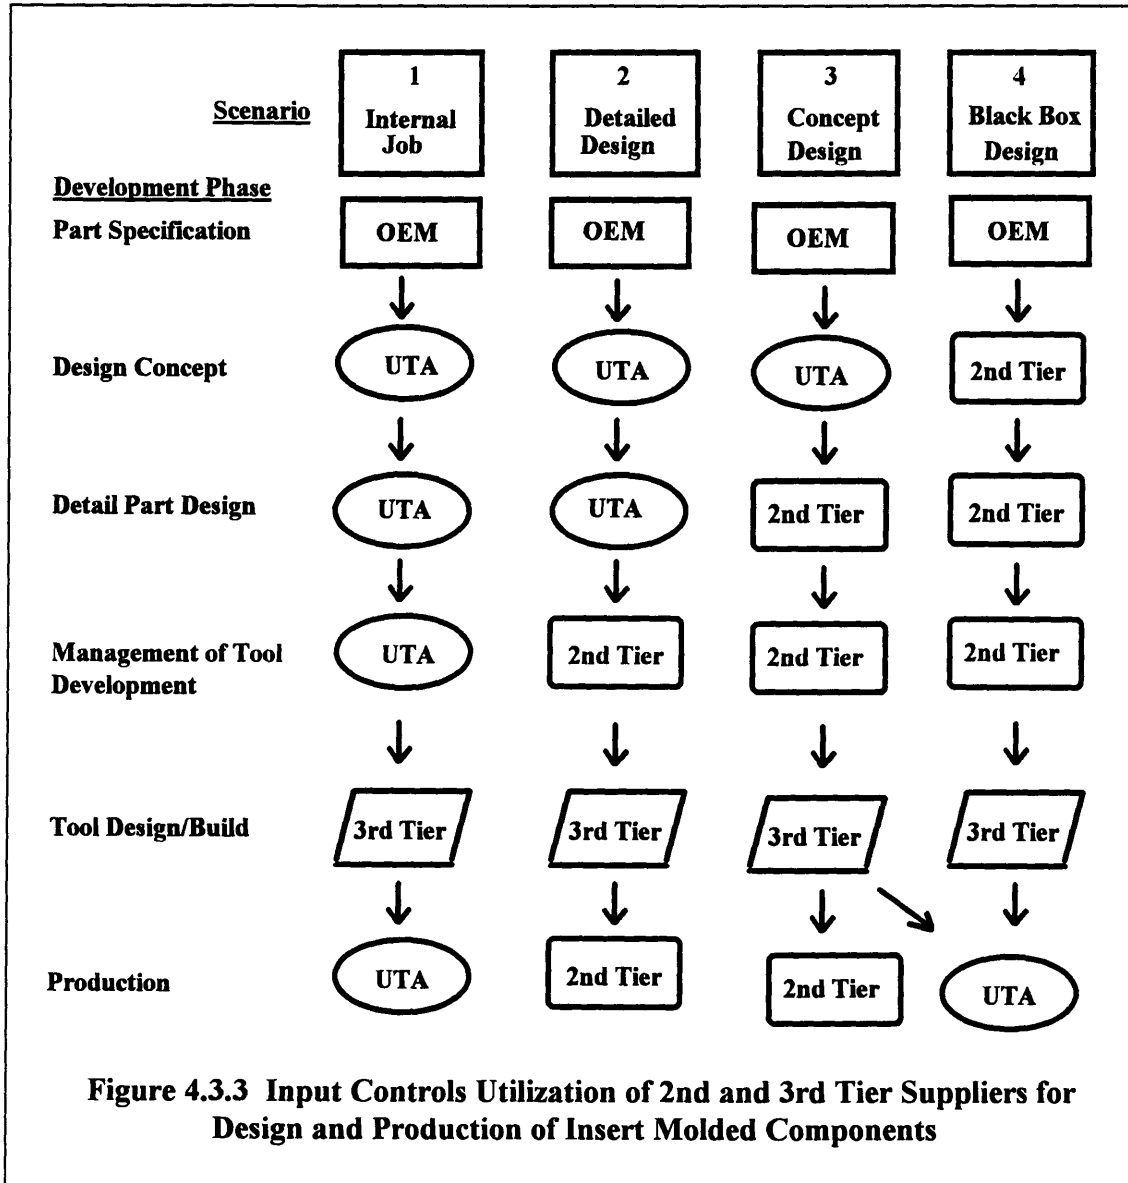 Scenario
1
Internal
Job
2
Detailed
Design
3
Concept
Design
4
Black Box
Design
Development Phase
Part Specification
OEM
OEM
OEM
OEM
Design Concept
UTA
UTA
UTA
2nd Tier
Detail Part Design
UTA
UTA
2nd Tier
2nd Tier
Management of Tool
Development
UTA
2nd Tier
2nd Tier
2nd Tier
Tool Design/Build
3rd Tier
3rd Tier
3rd Tier
3rd Tier
Production
UTA
2nd Tier
2nd Tier
UTA
Figure 4.3.3 Input Controls Utilization of 2nd and 3rd Tier Suppliers for
Design and Production of Insert Molded Components